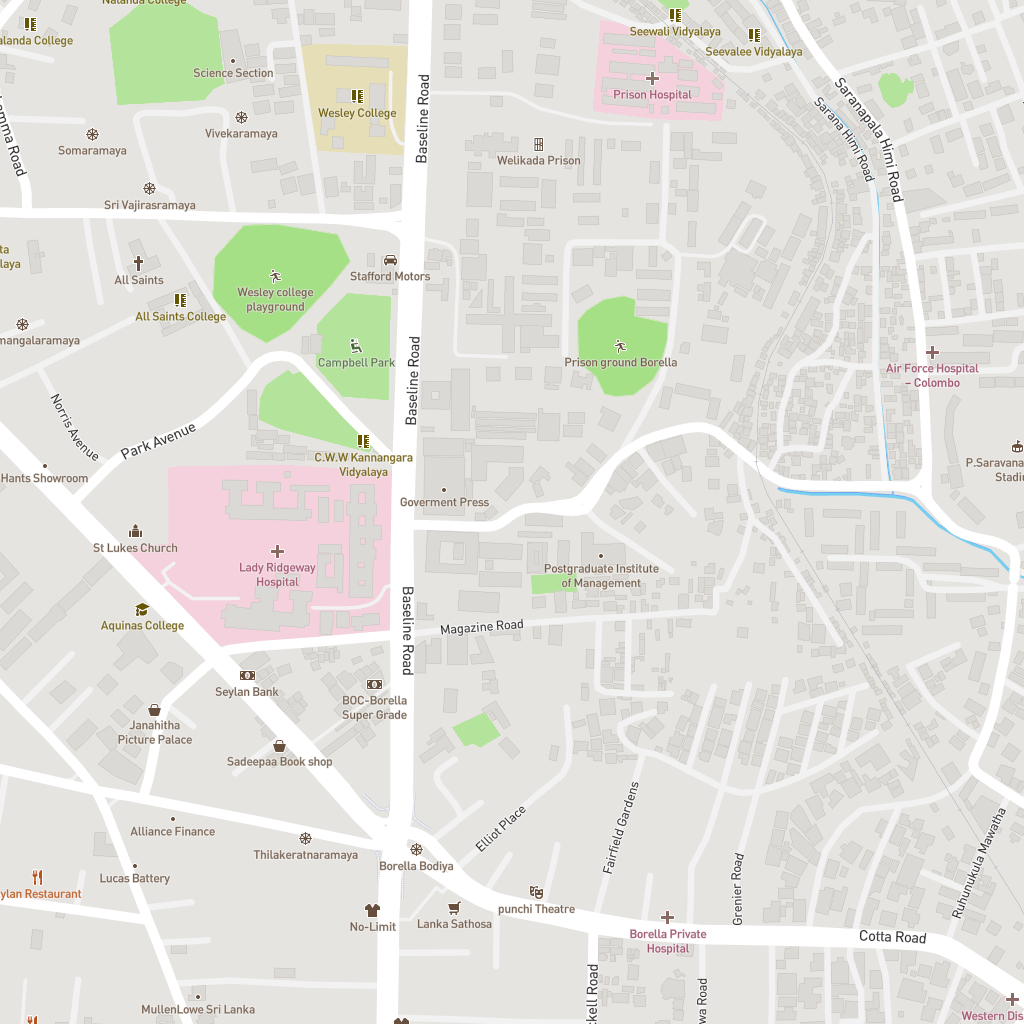 Nalanda College
Seewali Vidyalaya
Seevalee Vidyalaya
Science Section
Prison Hospital
Wesley College
Vivekaramaya
Baseline Road
Saranapala Himi Road
Sarana Himi Road
Somaramaya
Welikada Prison
Sri Vajirasramaya
All Saints
Stafford Motors
Wesley college
playground
All Saints College
Campbell Park
Prison ground Borella
Baseline Road
Air Force Hospital
– Colombo
Norris Avenue
Park Avenue
C.W.W Kannangara
Vidyalaya
Hants Showroom
Goverment Press
St Lukes Church
Lady Ridgeway
Hospital
Postgraduate Institute
of Management
Aquinas College
Baseline Road
Magazine Road
Seylan Bank
BOC-Borella
Super Grade
Janahitha
Picture Palace
Sadeepaa Book shop
Alliance Finance
Thilakeratnaramaya
Elliot Place
Fairfield Gardens
Grenier Road
Ruhunukula Mawatha
Borella Bodiya
Lucas Battery
No-Limit
Lanka Sathosa
punchi Theatre
Borella Private
Hospital
Cotta Road
MullenLowe Sri Lanka